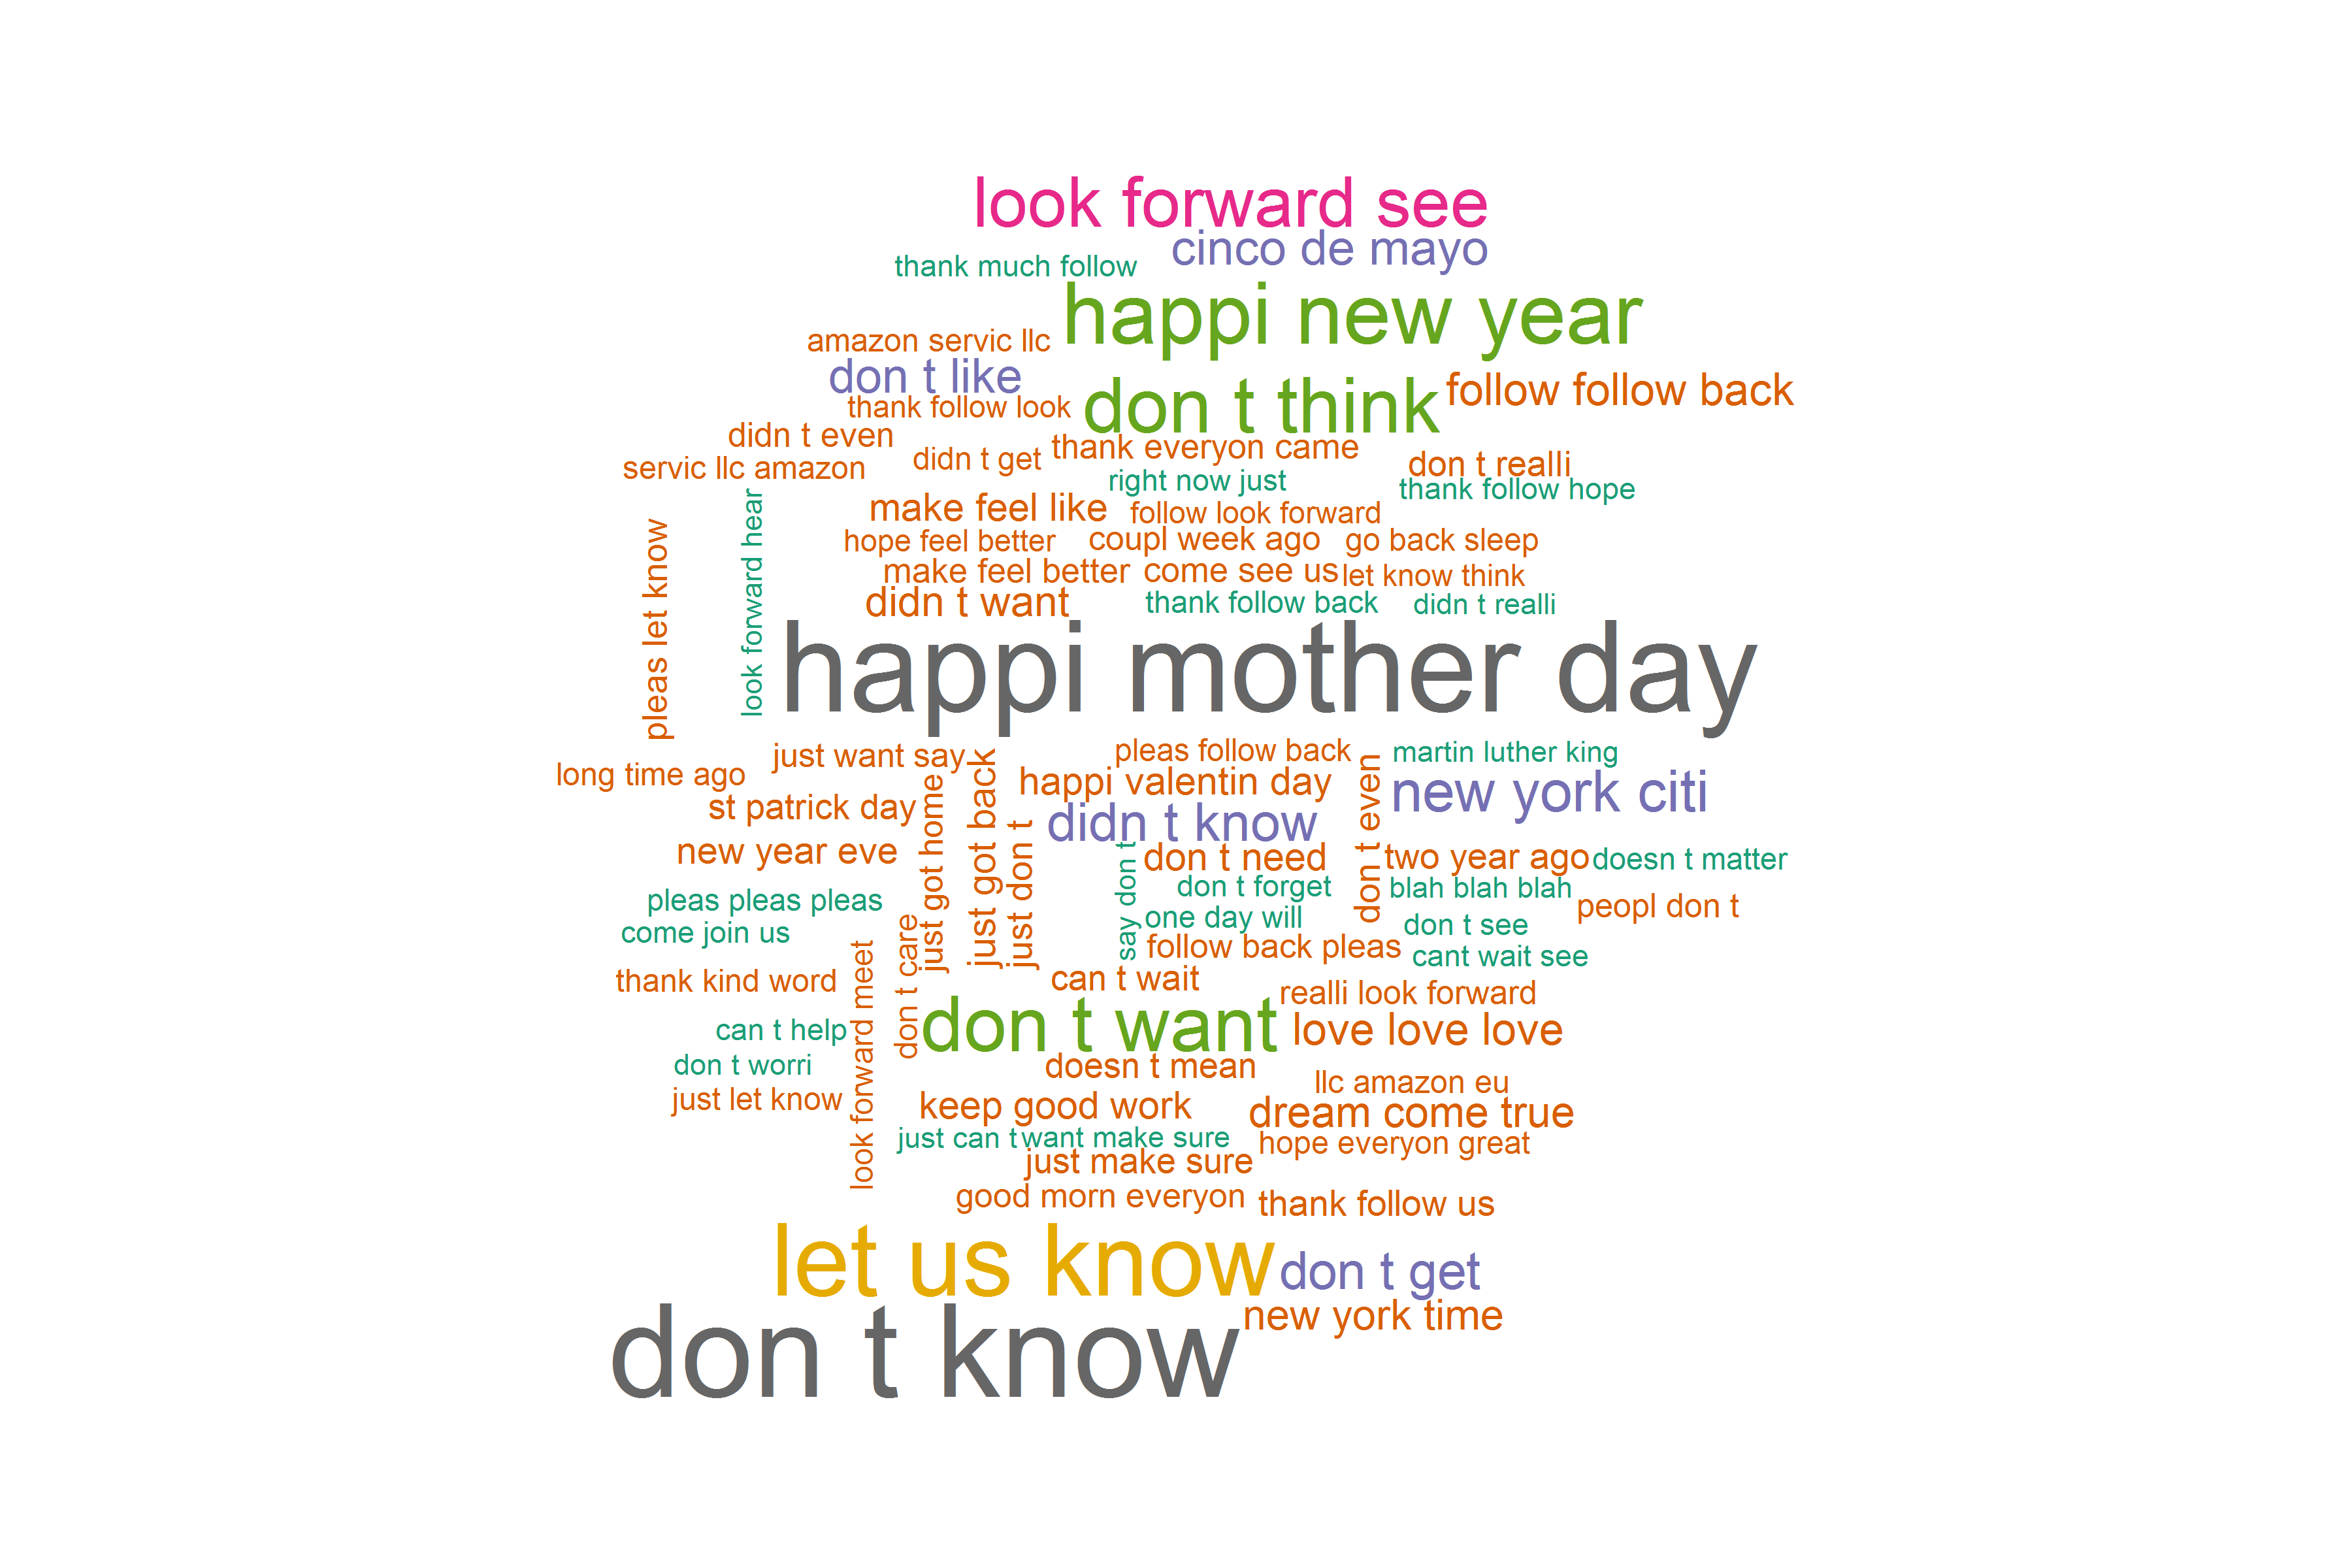 look forward see
cinco de mayo
thank much follow
happi new year
amazon servic llc
don t like
don t think
follow follow back
thank follow look
didn t even
thank everyon came
didn t get
servic llc amazon
don t realli
right now just
thank follow hope
look forward hear
pleas let know
make feel like
follow look forward
hope feel better
coupl week ago
go back sleep
make feel better
come see us
let know think
didn t want
thank follow back
didn t realli
happi mother day
just want say
pleas follow back
martin luther king
long time ago
happi valentin day
new york citi
st patrick day
just got home
just got back
just don t
didn t know
don t even
new year eve
say don t
don t need
two year ago
doesn t matter
pleas pleas pleas
don t forget
blah blah blah
peopl don t
come join us
one day will
don t see
follow back pleas
cant wait see
thank kind word
look forward meet
don t care
can t wait
realli look forward
can t help
don t want
love love love
don t worri
doesn t mean
llc amazon eu
just let know
keep good work
dream come true
just can t
want make sure
hope everyon great
just make sure
good morn everyon
thank follow us
let us know
don t get
new york time
don t know